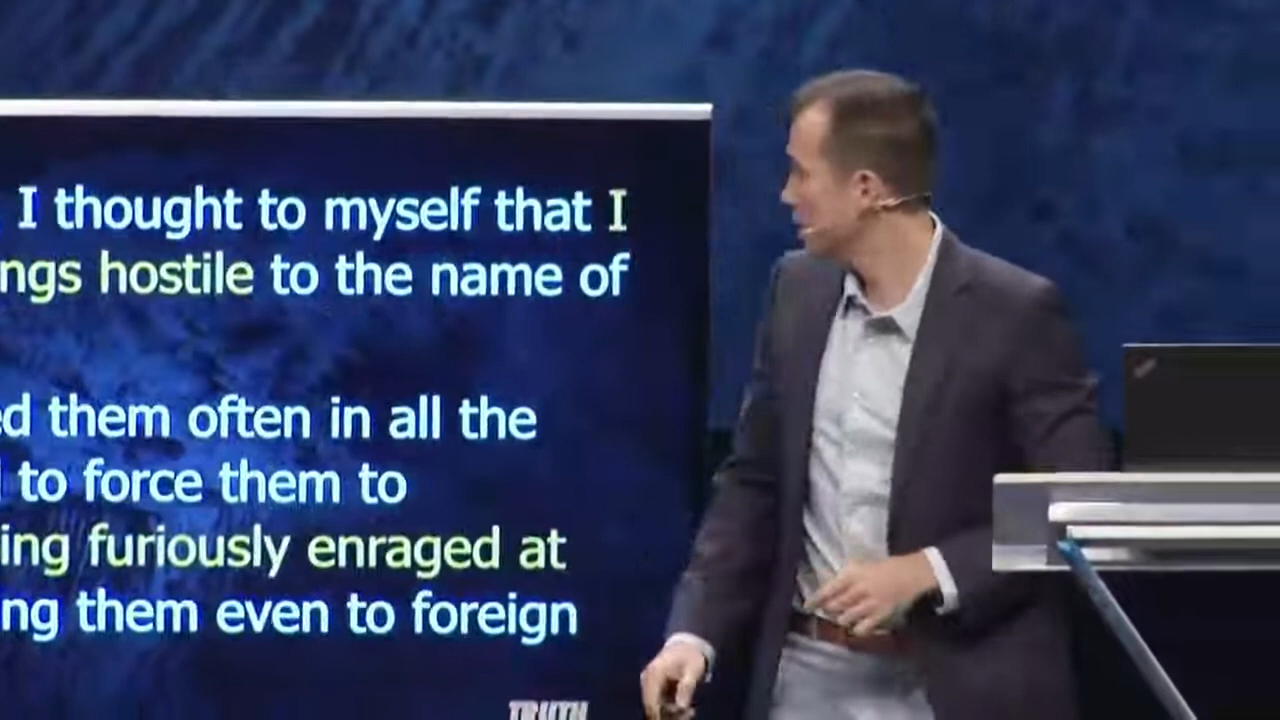 I thought to myself that I
ngs hostile to the name of
ed them often in all the
to force them to
ing furiously enraged at
ng them even to foreign
TRUTH